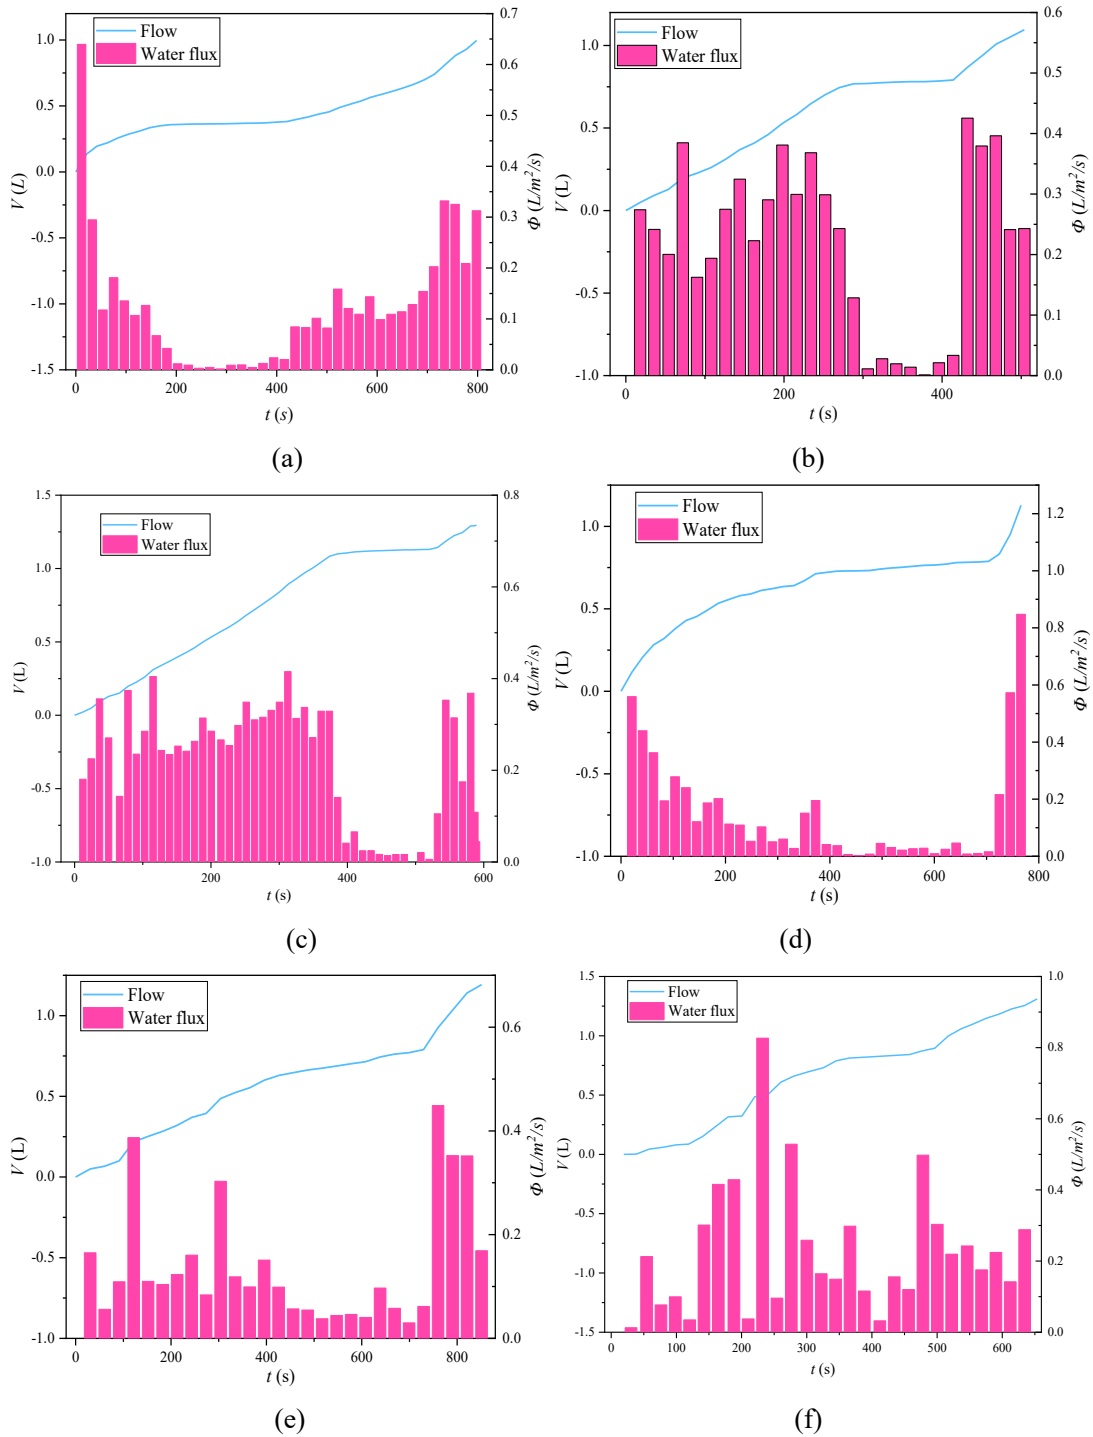 Flow
Water flux
1.0
0.5
0.0
-0.5
-1.0
-1.5
V (L)
0.7
0.6
0.5
0.4
0.3
0.2
0.1
0.0
Φ (L/m²/s)
0 200 400 600 800
t (s)
(a)
Flow
Water flux
1.0
0.5
0.0
-0.5
-1.0
V (L)
0.6
0.5
0.4
0.3
0.2
0.1
0.0
Φ (L/m²/s)
0 200 400
t (s)
(b)
Flow
Water flux
1.5
1.0
0.5
0.0
-0.5
-1.0
V (L)
0.8
0.6
0.4
0.2
0.0
Φ (L/m²/s)
0 200 400 600
t (s)
(c)
Flow
Water flux
1.0
0.5
0.0
-0.5
-1.0
V (L)
1.2
1.0
0.8
0.6
0.4
0.2
0.0
Φ (L/m²/s)
0 200 400 600 800
t (s)
(d)
Flow
Water flux
1.0
0.5
0.0
-0.5
-1.0
V (L)
0.6
0.4
0.2
0.0
Φ (L/m²/s)
0 200 400 600 800
t (s)
(e)
Flow
Water flux
1.5
1.0
0.5
0.0
-0.5
-1.0
-1.5
V (L)
1.0
0.8
0.6
0.4
0.2
0.0
Φ (L/m²/s)
0 100 200 300 400 500 600
t (s)
(f)